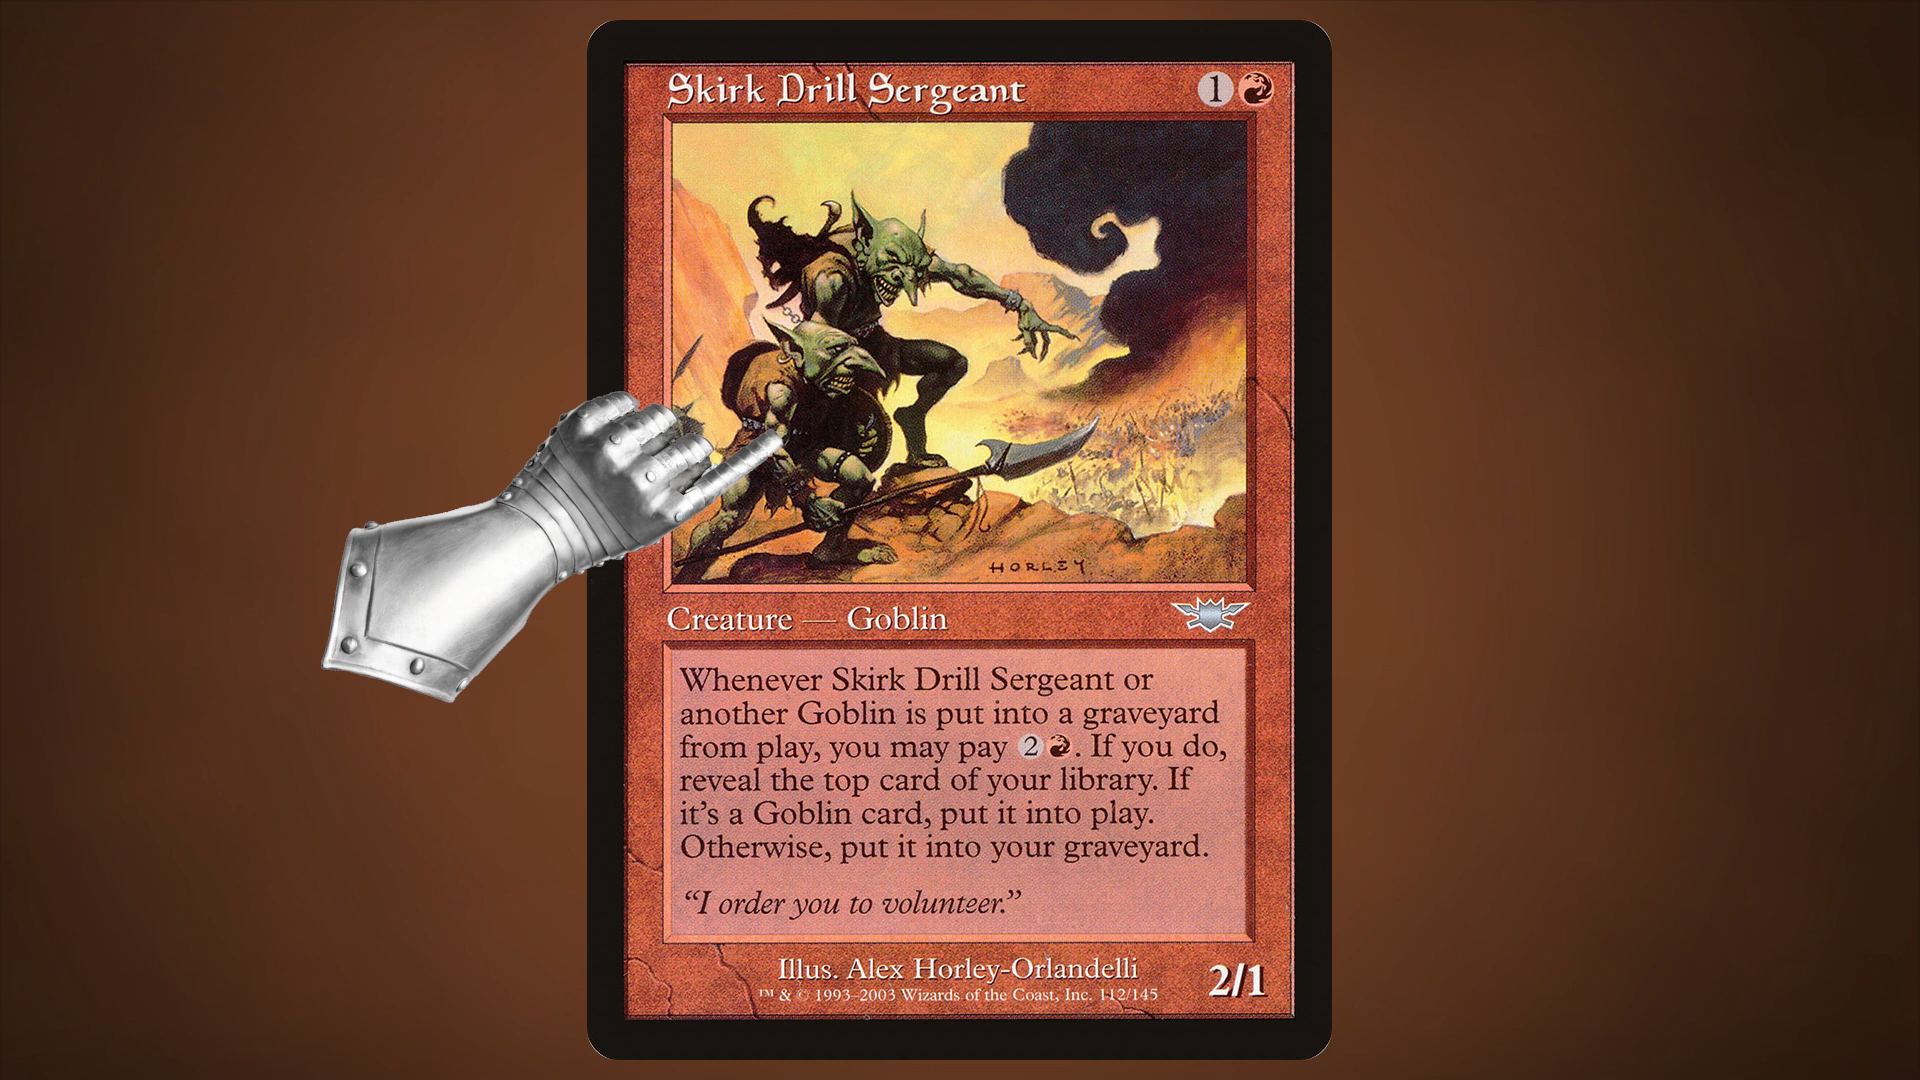 Skirk Drill Sergeant 1
HORLEY
Creature — Goblin
Whenever Skirk Drill Sergeant or
another Goblin is put into a graveyard
from play, you may pay 2. If you do,
reveal the top card of your library. If
it's a Goblin card, put it into play.
Otherwise, put it into your graveyard.
“I order you to volunteer.”
Illus. Alex Horley-Orlandelli
™ & © 1993–2003 Wizards of the Coast, Inc. 112/145
2/1